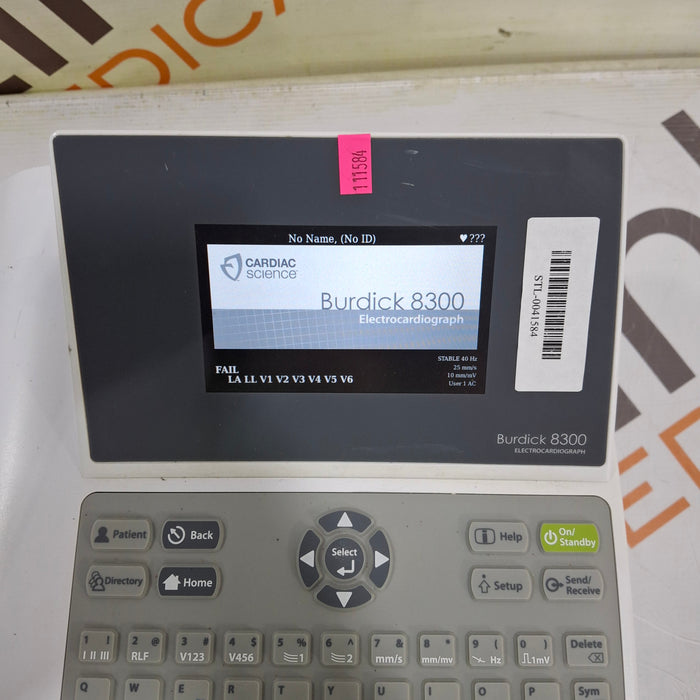 EDICA
111584
No Name, (No ID) ♥???
CARDIAC
science
Burdick 8300
Electrocardiograph
STABLE 40 Hz
25 mm/s
10 mm/mV
User 1 AC
FAIL
LA LL V1 V2 V3 V4 V5 V6
STL-0041584
Burdick 8300
ELECTROCARDIOGRAPH
Patient Back Help On/
Standby
Select
Directory Home Setup Send/
Receive
1 ! 2 @ 3 # 4 $ 5 % 6 ^ 7 & 8 * 9 ( 0 ) Delete
I II III RLF V123 V456 1 2 mm/s mm/mv Hz 1mV
Q W E R T Y U I O P Sym